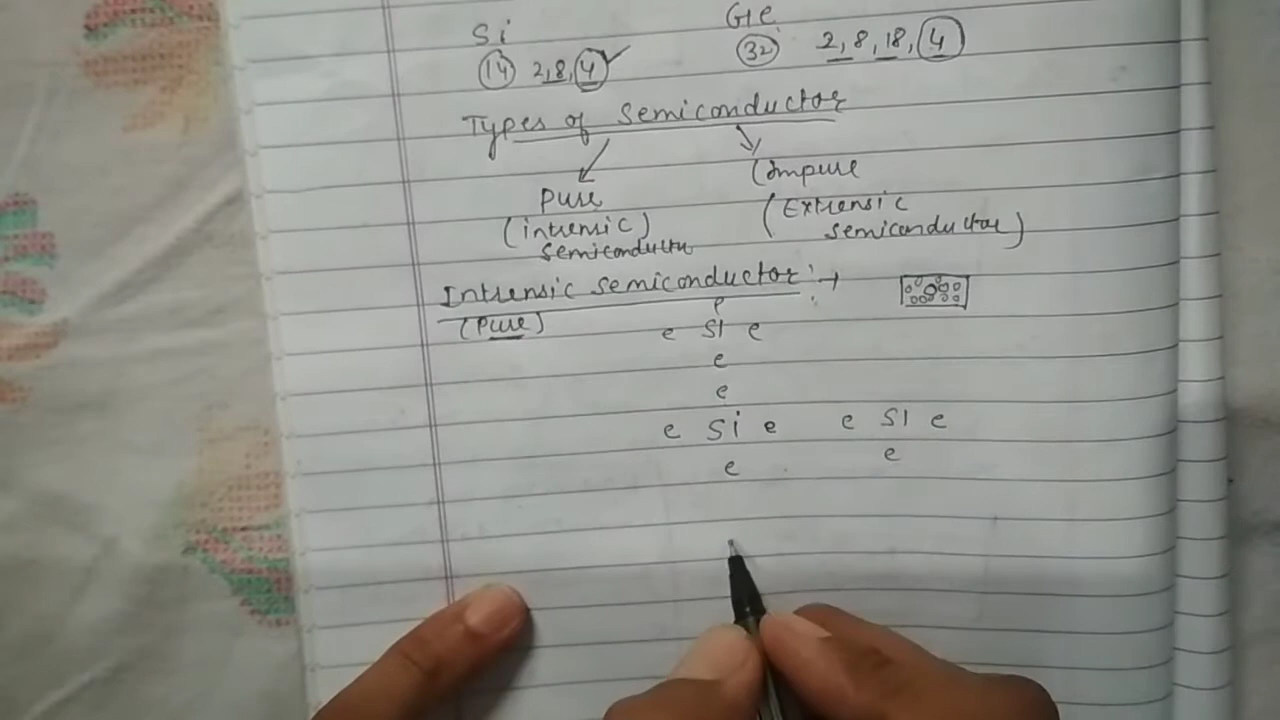 Si Ge
14 2,8,4 32 2,8,18,4
Types of semiconductor
Pure (Impure
(intrensic) (Extrensic
semiconductor semiconductor)
Intrensic semiconductor :→
(Pure)
e
e SI e
e
e
e Si e e SI e
e e